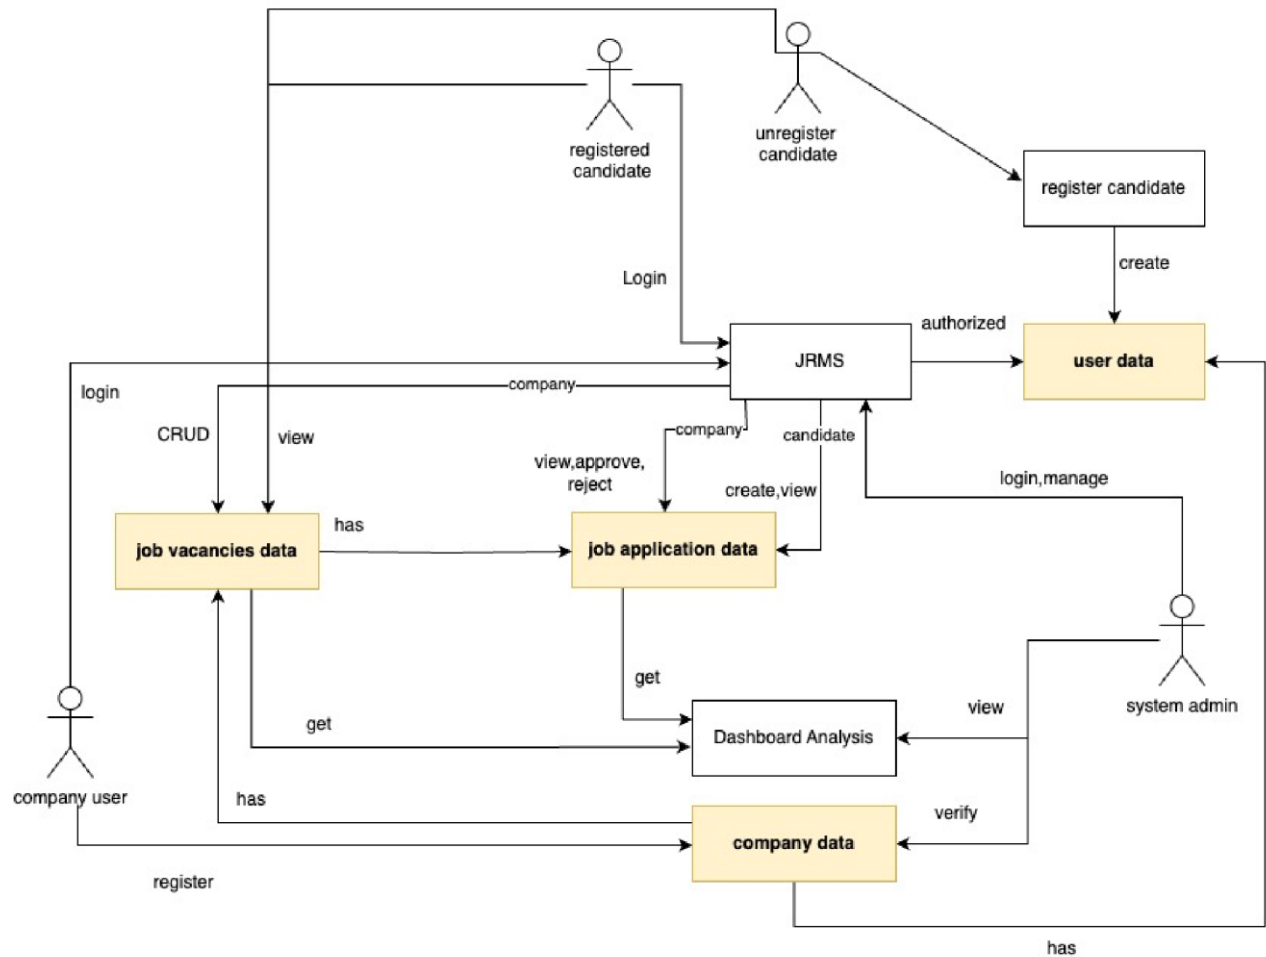 unregister
candidate
registered
candidate
register candidate
create
Login
authorized
JRMS
user data
login
company
CRUD
view
company
candidate
view,approve,
reject
create,view
login,manage
has
job vacancies data
job application data
get
system admin
view
Dashboard Analysis
get
company user
has
verify
company data
register
has